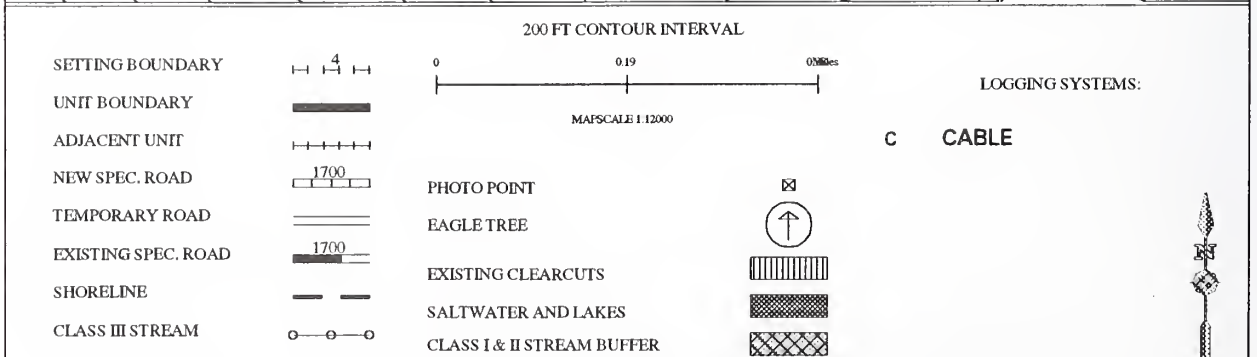 200 FT CONTOUR INTERVAL
SETTING BOUNDARY 4
UNIT BOUNDARY
ADJACENT UNIT
NEW SPEC. ROAD 1700
TEMPORARY ROAD
EXISTING SPEC. ROAD 1700
SHORELINE
CLASS III STREAM
0 0.19
MAPSCALE 1:12000
PHOTO POINT
EAGLE TREE
EXISTING CLEARCUTS
SALTWATER AND LAKES
CLASS I & II STREAM BUFFER
LOGGING SYSTEMS:
C CABLE
N